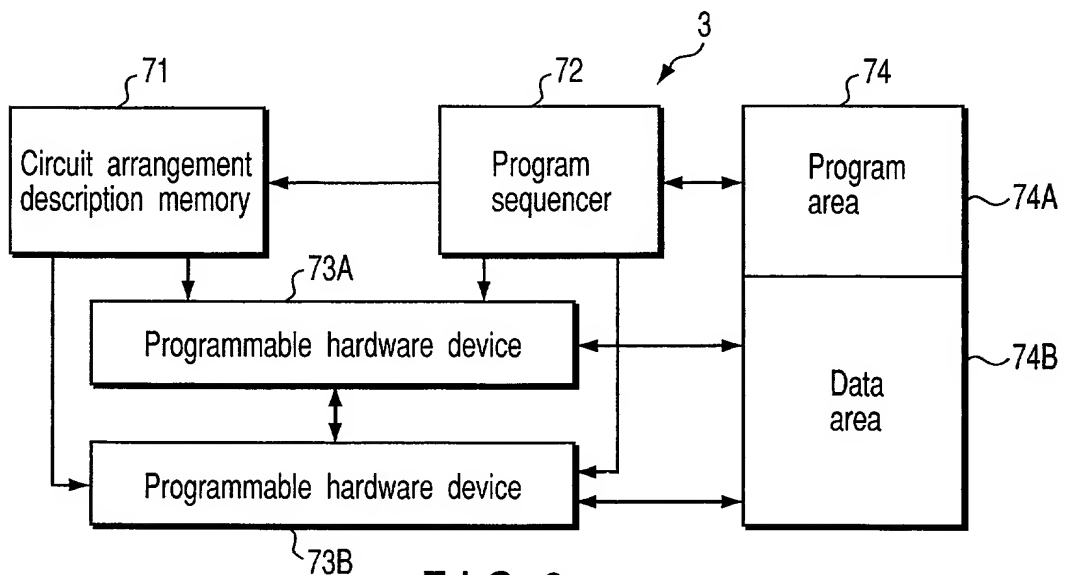 3
71
72
74
Circuit arrangement
description memory
Program
sequencer
Program
area
74A
73A
Programmable hardware device
74B
Data
area
Programmable hardware device
73B